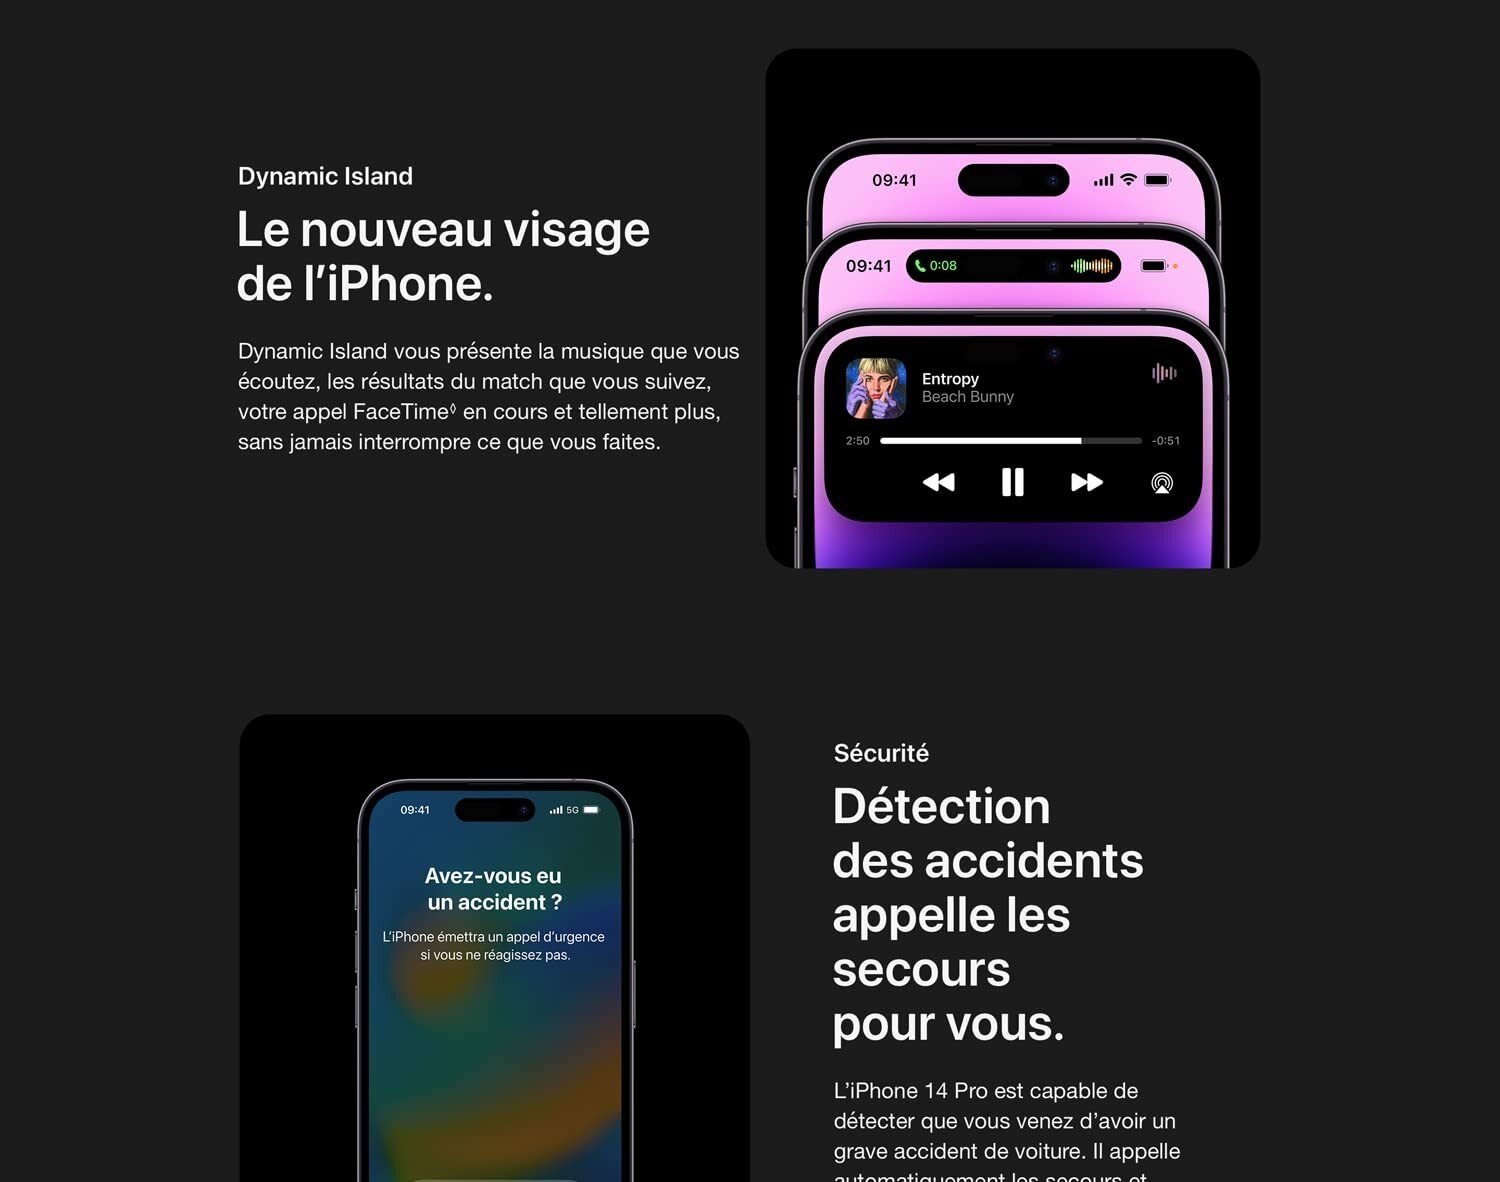 Dynamic Island
Le nouveau visage
de l’iPhone.
Dynamic Island vous présente la musique que vous
écoutez, les résultats du match que vous suivez,
votre appel FaceTime◊ en cours et tellement plus,
sans jamais interrompre ce que vous faites.
09:41
09:41 0:08
Entropy
Beach Bunny
2:50 -0:51
09:41 5G
Avez-vous eu
un accident ?
L’iPhone émettra un appel d’urgence
si vous ne réagissez pas.
Sécurité
Détection
des accidents
appelle les
secours
pour vous.
L’iPhone 14 Pro est capable de
détecter que vous venez d’avoir un
grave accident de voiture. Il appelle
automatiquement les secours et